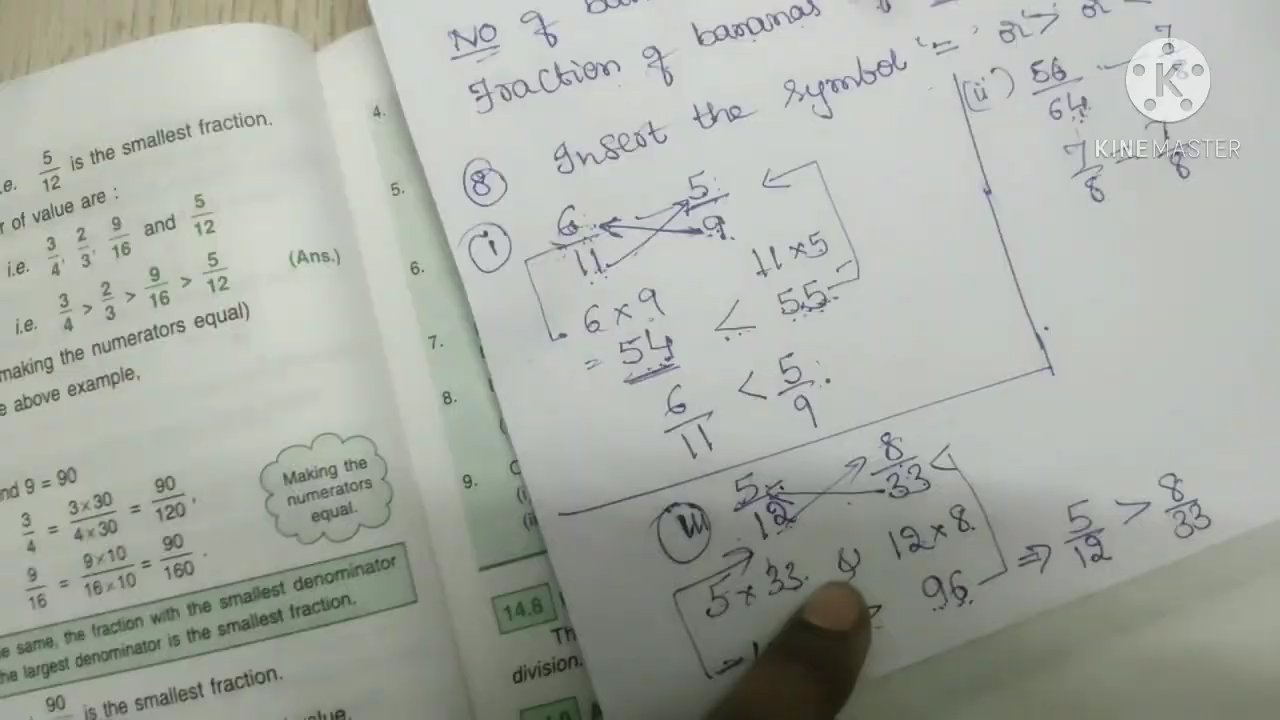 5/12 is the smallest fraction.
of value are :
i.e. 3/4, 2/3, 9/16 and 5/12
i.e. 3/4 > 2/3 > 9/16 > 5/12 (Ans.)
making the numerators equal)
above example,
9 = 90
3/4 = 3×30/4×30 = 90/120,
9/16 = 9×10/16×10 = 90/160.
Making the
numerators
equal.
same, the fraction with the smallest denominator
the largest denominator is the smallest fraction.
90 is the smallest fraction.
4.
5.
6.
7.
8.
9.
14.8
division.
No of
Fraction of bananas
8 Insert the symbol '=' or > or
i 6/11 5/9
11×5
6×9
= 54 < 55
6/11 < 5/9
(ii) 56/64 7/8
7/8 7/8
iii 5/12 8/33
5×33 & 12×8
> 96 ⇒ 5/12 > 8/33
K
KINEMASTER